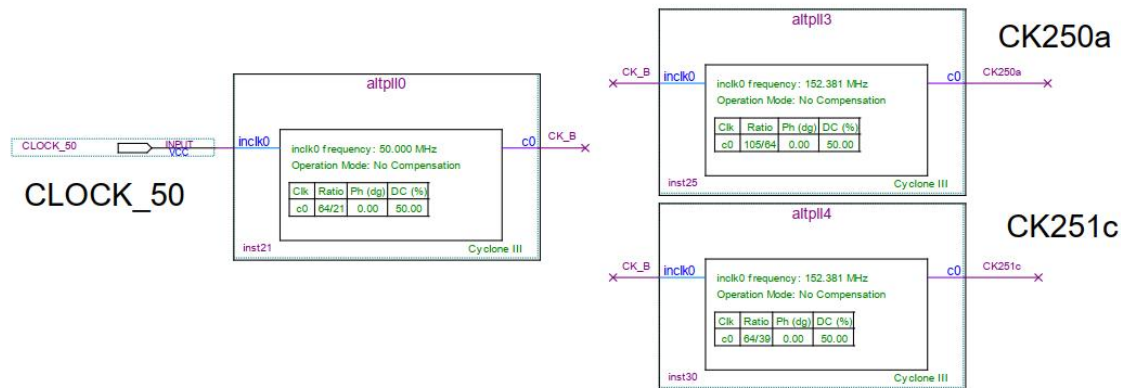 CLOCK_50
INPUT
VCC
CLOCK_50
altpll0
inclk0
c0
CK_B
inclk0 frequency: 50.000 MHz
Operation Mode: No Compensation
Clk Ratio Ph (dg) DC (%)
c0 64/21 0.00 50.00
inst21
Cyclone III
altpll3
CK_B
inclk0
c0
CK250a
inclk0 frequency: 152.381 MHz
Operation Mode: No Compensation
Clk Ratio Ph (dg) DC (%)
c0 105/64 0.00 50.00
inst25
Cyclone III
CK250a
altpll4
CK_B
inclk0
c0
CK251c
inclk0 frequency: 152.381 MHz
Operation Mode: No Compensation
Clk Ratio Ph (dg) DC (%)
c0 64/39 0.00 50.00
inst30
Cyclone III
CK251c